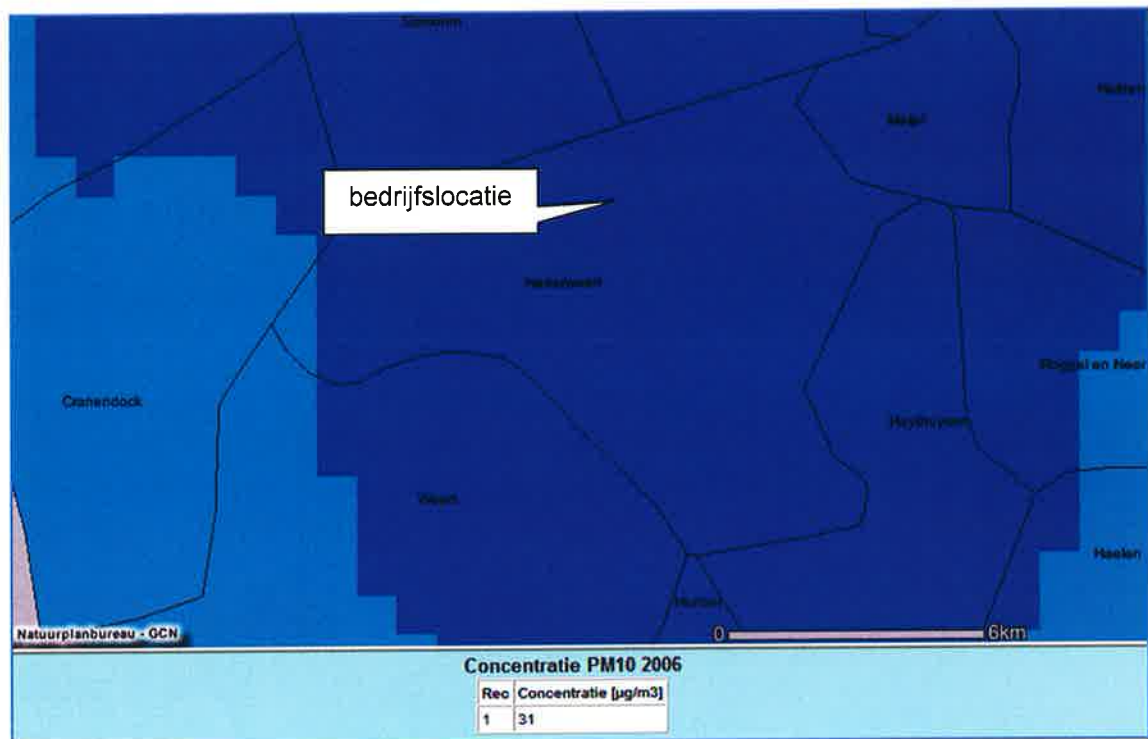 Someren
Meijel
bedrijfslocatie
Nederweert
Cranendonck
Roggel en Neer
Heythuysen
Weert
Haelen
Hunsel
Natuurplanbureau - GCN
0 6km
Concentratie PM10 2006
Rec Concentratie [µg/m3]
1 31